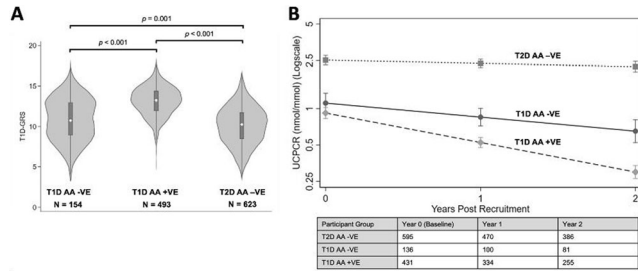 A
p = 0.001
p < 0.001
p < 0.001
T1D-GRS
20
15
10
5
0
T1D AA -VE
N = 154
T1D AA +VE
N = 493
T2D AA –VE
N = 623
B
UCPCR (nmol/mmol) (Logscale)
5
2.5
1
0.5
0.25
T2D AA –VE
T1D AA -VE
T1D AA +VE
0
1
2
Years Post Recruitment
Participant Group Year 0 (Baseline) Year 1 Year 2
T2D AA -VE 595 470 386
T1D AA -VE 136 100 81
T1D AA +VE 431 334 255